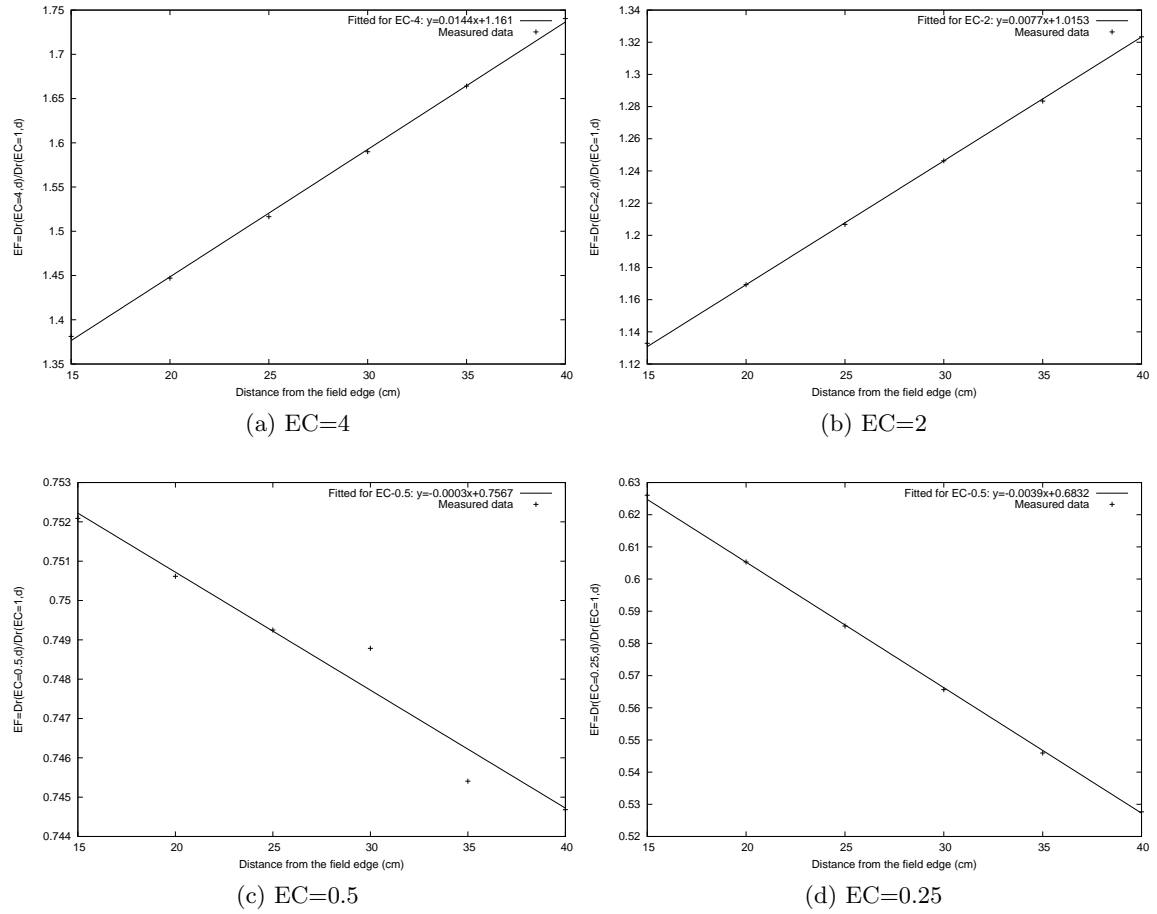 1.75
1.7
1.65
1.6
1.55
1.5
1.45
1.4
1.35
EF=Dr(EC=4,d)/Dr(EC=1,d)
Fitted for EC-4: y=0.0144x+1.161
Measured data
15 20 25 30 35 40
Distance from the field edge (cm)
(a) EC=4
1.34
1.32
1.3
1.28
1.26
1.24
1.22
1.2
1.18
1.16
1.14
1.12
EF=Dr(EC=2,d)/Dr(EC=1,d)
Fitted for EC-2: y=0.0077x+1.0153
Measured data
15 20 25 30 35 40
Distance from the field edge (cm)
(b) EC=2
0.753
0.752
0.751
0.75
0.749
0.748
0.747
0.746
0.745
0.744
EF=Dr(EC=0.5,d)/Dr(EC=1,d)
Fitted for EC-0.5: y=-0.0003x+0.7567
Measured data
15 20 25 30 35 40
Distance from the field edge (cm)
(c) EC=0.5
0.63
0.62
0.61
0.6
0.59
0.58
0.57
0.56
0.55
0.54
0.53
0.52
EF=Dr(EC=0.25,d)/Dr(EC=1,d)
Fitted for EC-0.5: y=-0.0039x+0.6832
Measured data
15 20 25 30 35 40
Distance from the field edge (cm)
(d) EC=0.25